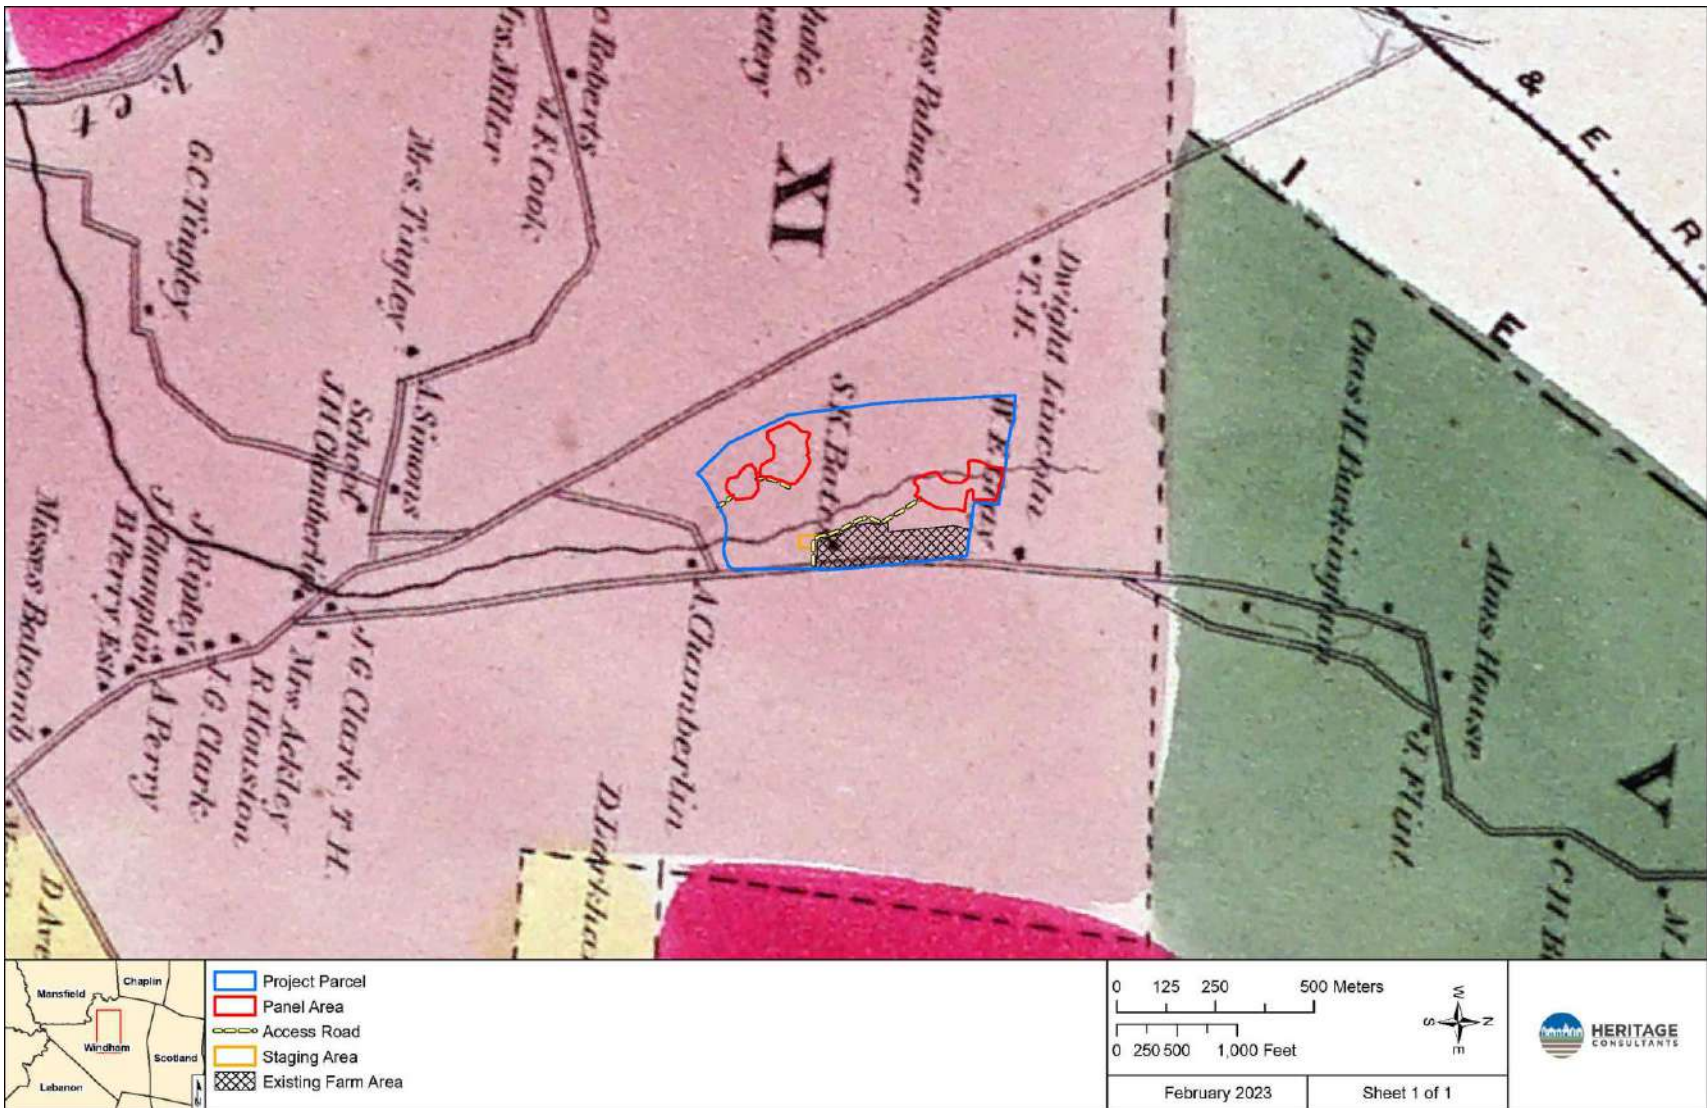 c k e t
G.C.Tingley
Mrs. Tingley
Mrs. Miller
Roberts
J.F. Cook
XI
Palmer
Dwight Lincoln
T. H.
& E. R.
I
E
Chas H. Buckingham
Alms House
V
J. Flint
C H B
M.
S.K. Bat
W. E.
A. Simons
School
J H Chamberlin
J. Ripley
J. Champlin
B. Perry Est
Misses Balcomb
A Perry
J. G. Clark
R. Houston
Mrs Ackley
J. G. Clark, T. H.
A. Chamberlin
D. Ave
Mansfield
Chaplin
Windham
Scotland
Lebanon
Project Parcel
Panel Area
Access Road
Staging Area
Existing Farm Area
0 125 250 500 Meters
0 250 500 1,000 Feet
W
S N
E
February 2023
Sheet 1 of 1
HERITAGE
CONSULTANTS